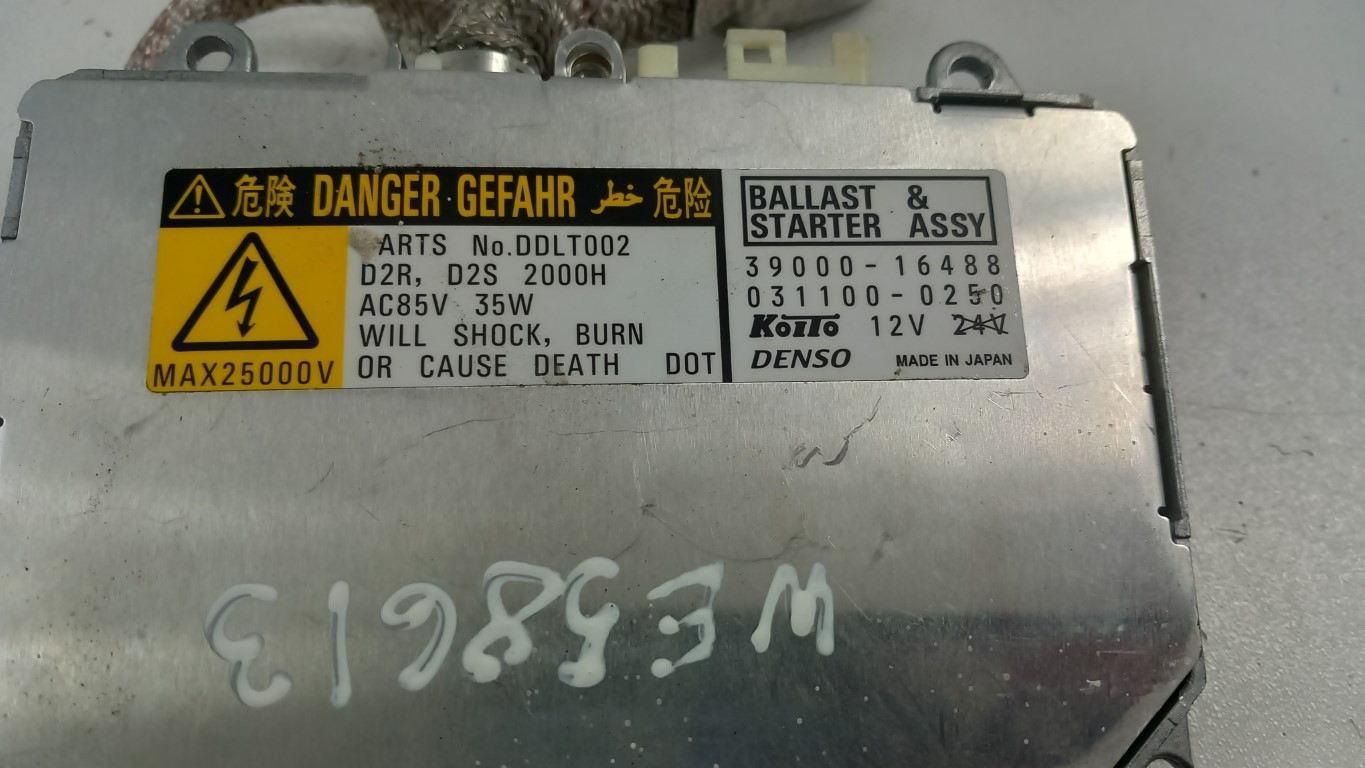 危険 DANGER·GEFAHR خطر 危险
ARTS No.DDLT002
D2R, D2S 2000H
AC85V 35W
WILL SHOCK, BURN
OR CAUSE DEATH DOT
MAX25000V
BALLAST &
STARTER ASSY
39000-16488
031100-0250
KOITO 12V 24V
DENSO MADE IN JAPAN
WE58613